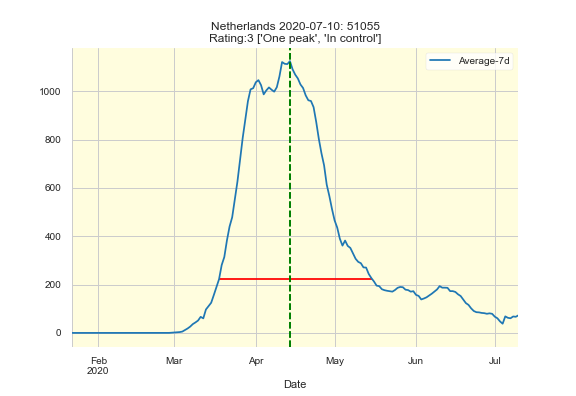 Netherlands 2020-07-10: 51055
Rating:3 ['One peak', 'In control']
Average-7d
1000
800
600
400
200
0
Feb Mar Apr May Jun Jul
2020
Date